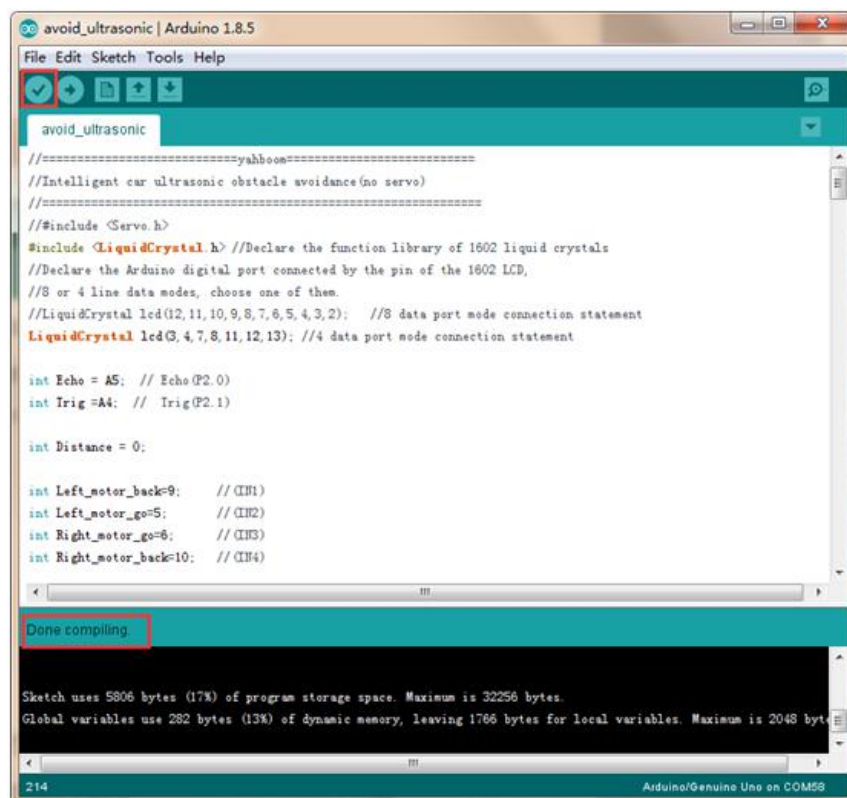 avoid_ultrasonic | Arduino 1.8.5
File Edit Sketch Tools Help
avoid_ultrasonic
//============================yahboom===========================
//Intelligent car ultrasonic obstacle avoidance(no servo)
//===============================================================
//#include <Servo.h>
#include <LiquidCrystal.h> //Declare the function library of 1602 liquid crystals
//Declare the Arduino digital port connected by the pin of the 1602 LCD,
//8 or 4 line data modes, choose one of them.
//LiquidCrystal lcd(12,11,10,9,8,7,6,5,4,3,2);   //8 data port mode connection statement
LiquidCrystal lcd(3,4,7,8,11,12,13); //4 data port mode connection statement
int Echo = A5;  // Echo(P2.0)
int Trig =A4;  //  Trig(P2.1)
int Distance = 0;
int Left_motor_back=9;     //(IN1)
int Left_motor_go=5;       //(IN2)
int Right_motor_go=6;      //(IN3)
int Right_motor_back=10;   //(IN4)
Done compiling.
Sketch uses 5806 bytes (17%) of program storage space. Maximum is 32256 bytes.
Global variables use 282 bytes (13%) of dynamic memory, leaving 1766 bytes for local variables. Maximum is 2048 byt
214
Arduino/Genuino Uno on COM58